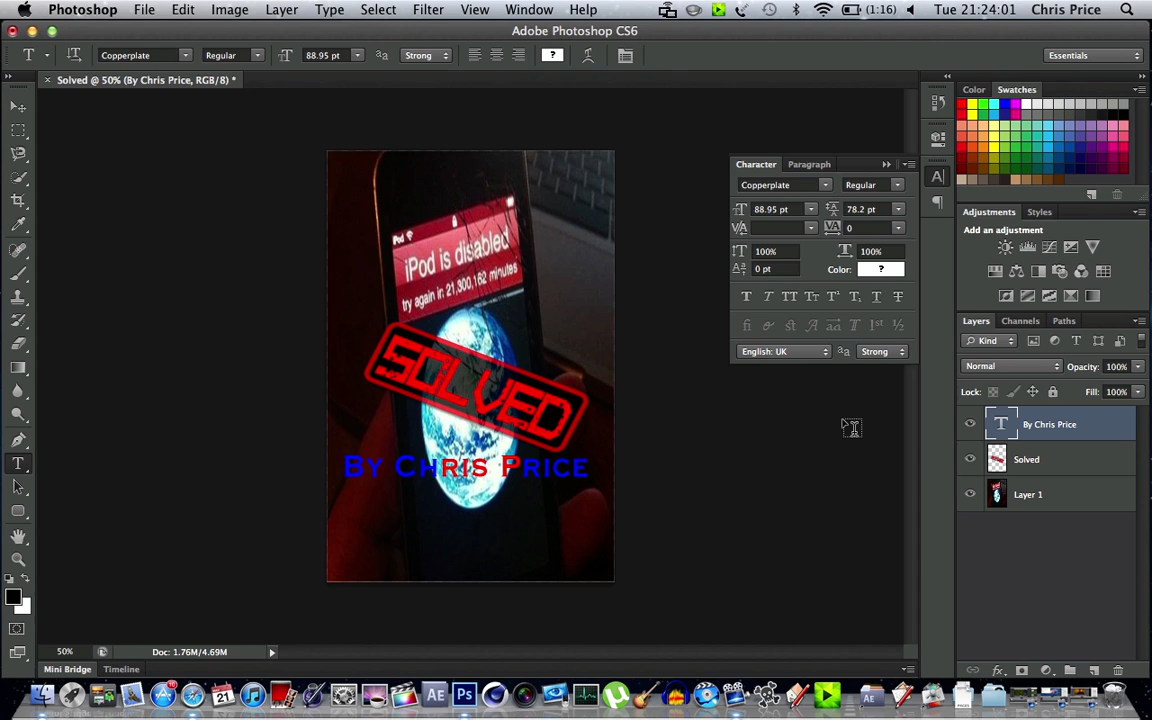 Photoshop File Edit Image Layer Type Select Filter View Window Help (1:16) Tue 21:24:01 Chris Price
Adobe Photoshop CS6
T Copperplate Regular 88.95 pt aa Strong ? Essentials
× Solved @ 50% (By Chris Price, RGB/8) *
Color Swatches
Character Paragraph
Copperplate Regular
88.95 pt 78.2 pt
0
100% 100%
0 pt Color: ?
English: UK aa Strong
Adjustments Styles
Add an adjustment
Layers Channels Paths
Kind
Normal Opacity: 100%
Lock: Fill: 100%
T By Chris Price
Solved
Layer 1
iPod
iPod is disabled
try again in 21,300,162 minutes
SOLVED
By Chris Price
50% Doc: 1.76M/4.69M
Mini Bridge Timeline